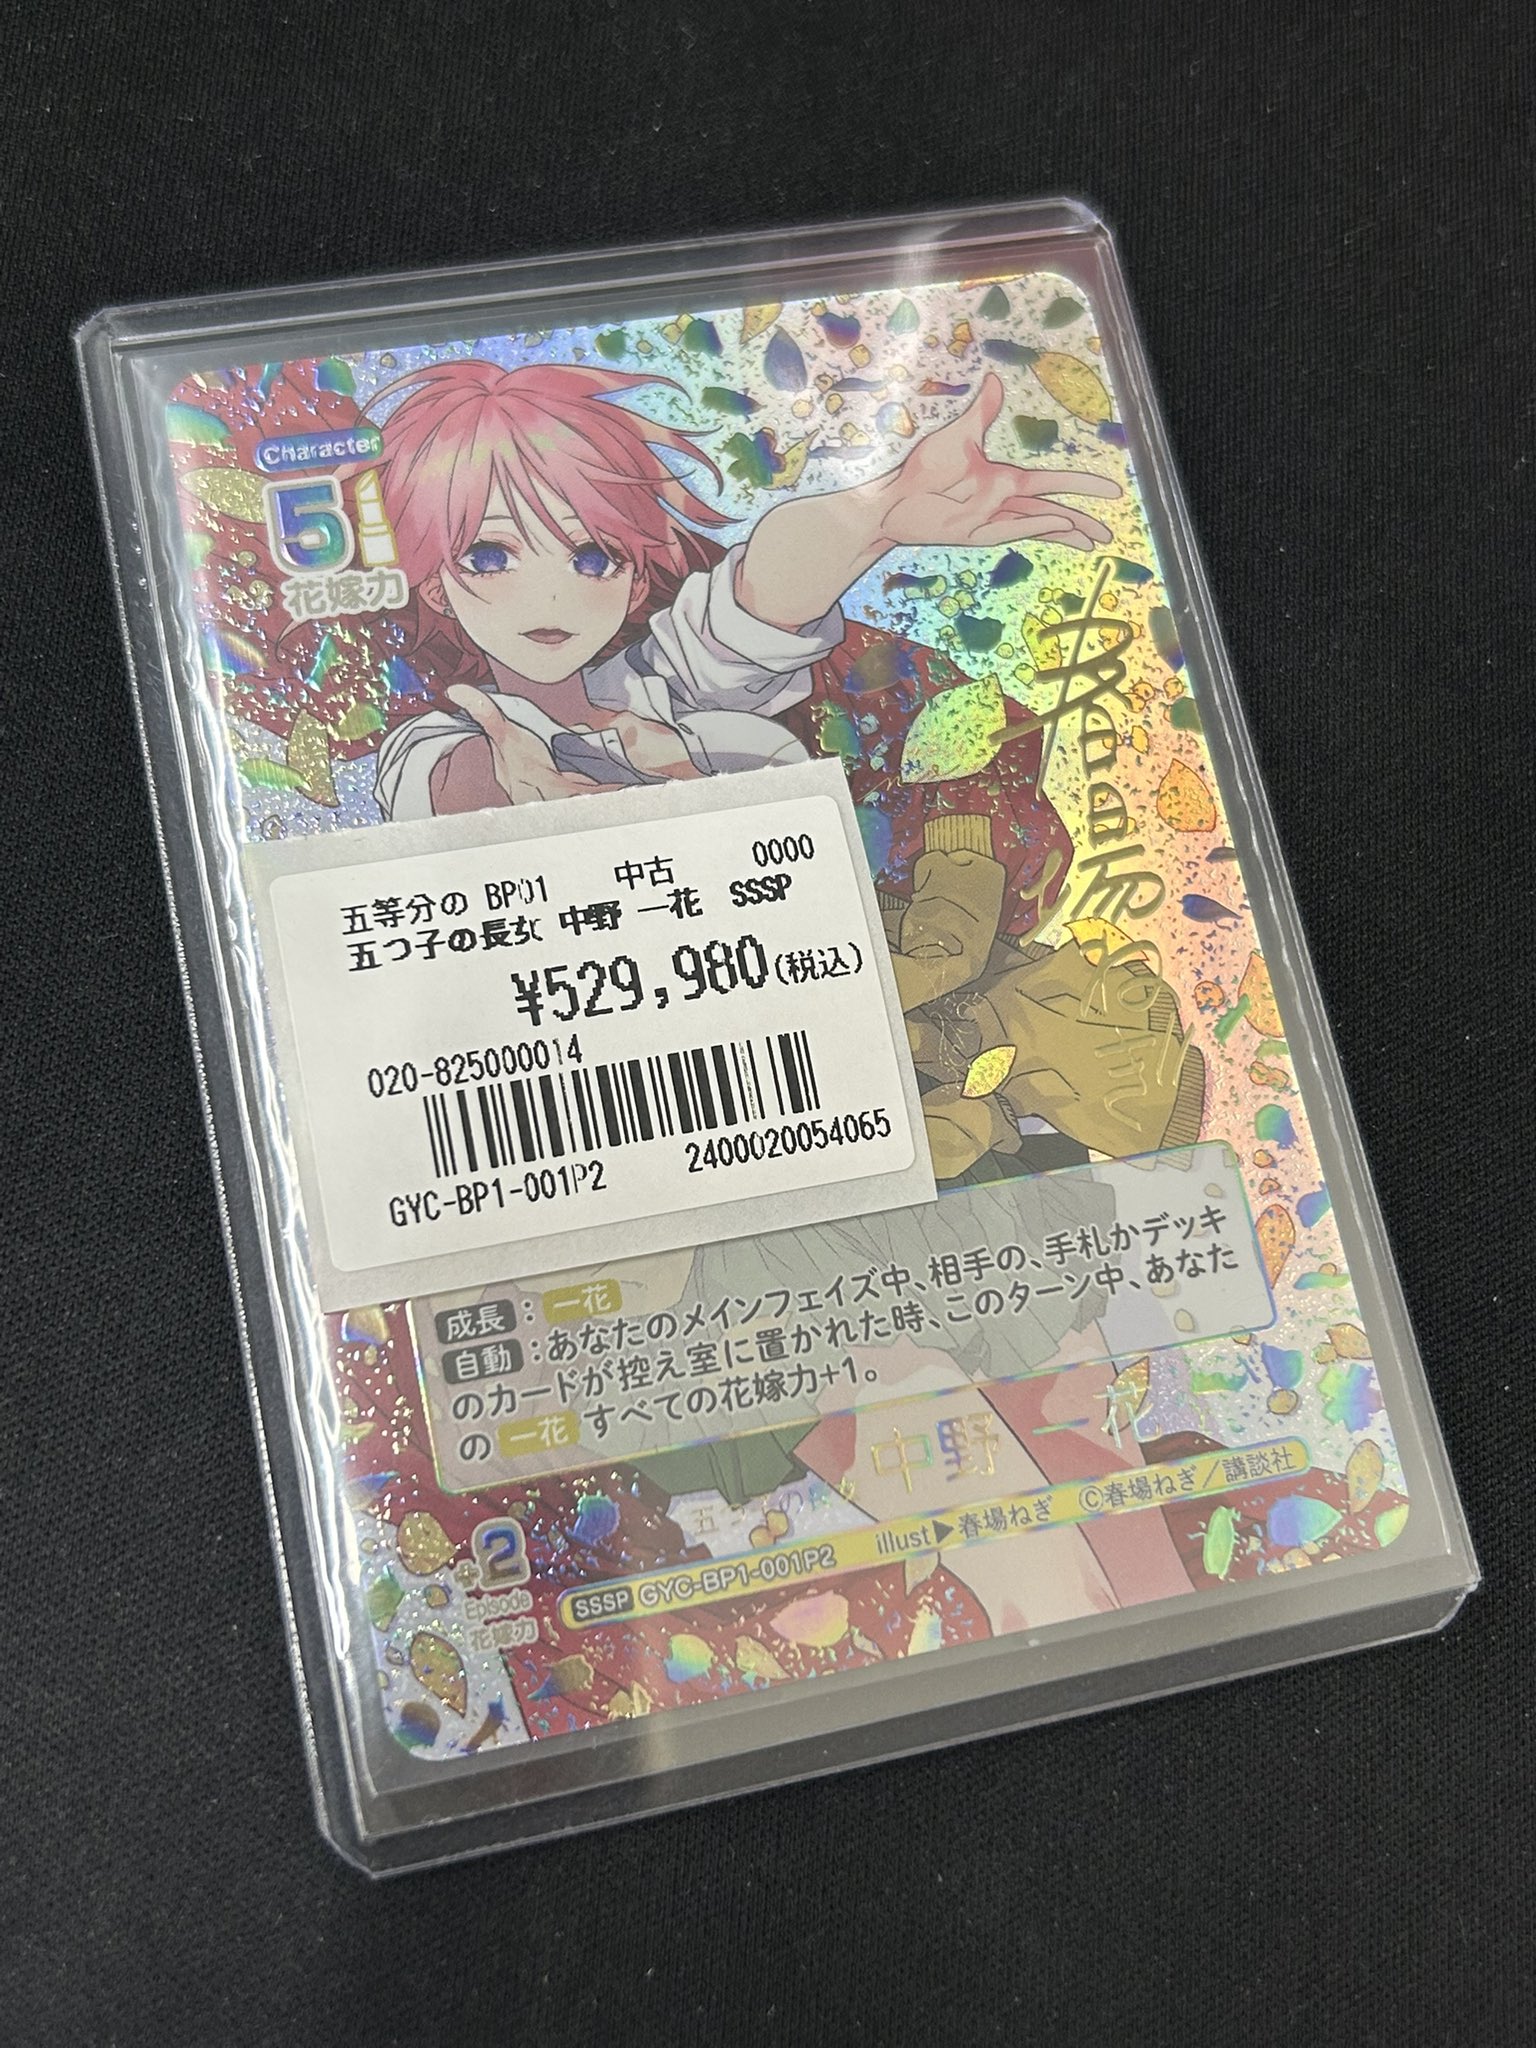 Character
5
花嫁力
春場ねぎ
五等分の BP01 中古 0000
五つ子の長女 中野 一花 SSSP
¥529,980(税込)
020-825000014
GYC-BP1-001P2 2400020054065
成長 : 一花
自動 :あなたのメインフェイズ中、相手の、手札かデッキ
のカードが控え室に置かれた時、このターン中、あなた
の 一花 すべての花嫁力+1。
五つ子の長女 中野 一花
+2
Episode
花嫁力
SSSP GYC-BP1-001P2 illust▶春場ねぎ ©春場ねぎ/講談社